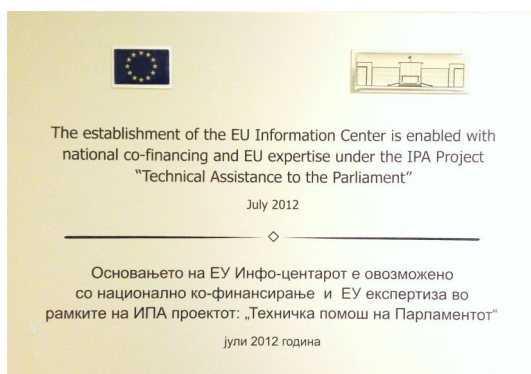 The establishment of the EU Information Center is enabled with
national co-financing and EU expertise under the IPA Project
“Technical Assistance to the Parliament”
July 2012
Основањето на ЕУ Инфо-центарот е овозможено
со национално ко-финансирање и ЕУ експертиза во
рамките на ИПА проектот: „Техничка помош на Парламентот“
јули 2012 година